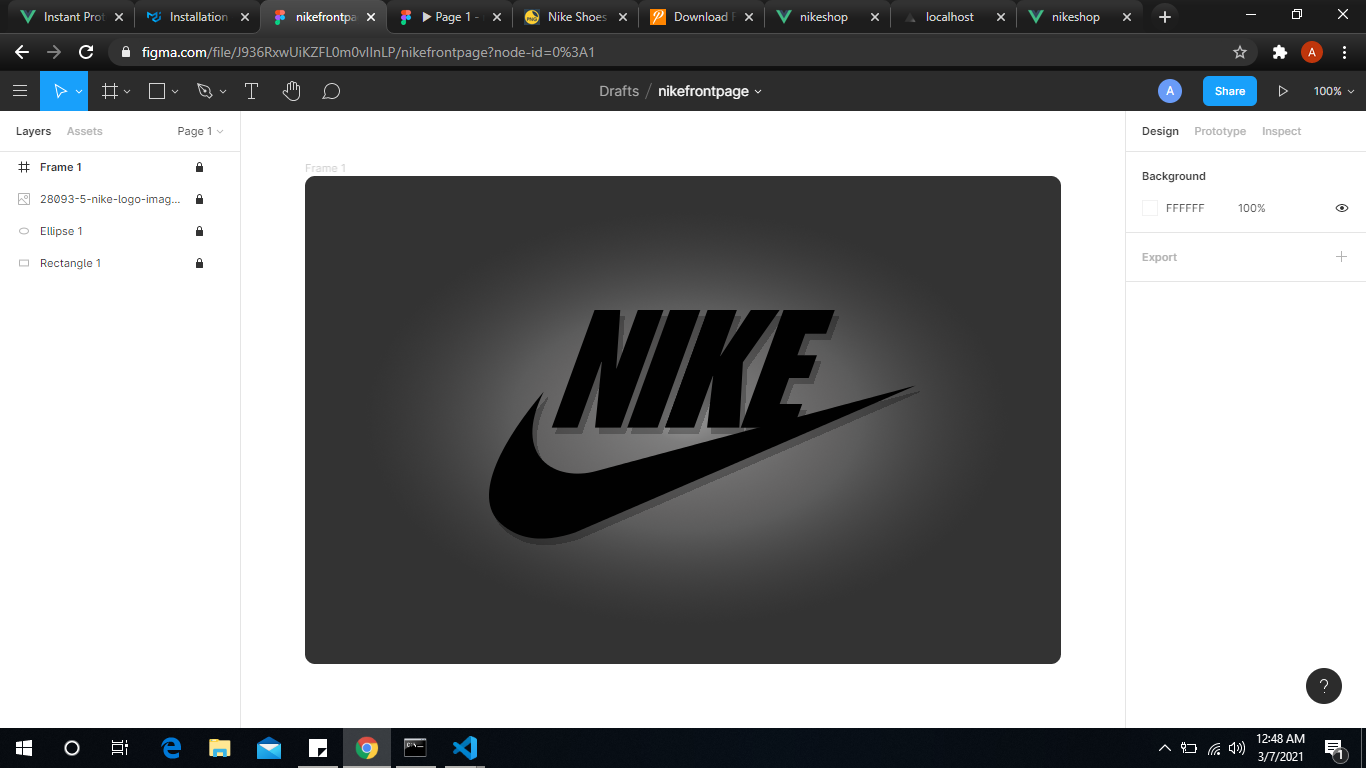 Instant Prot
Installation
nikefrontpa
Page 1 -
Nike Shoes
Download
nikeshop
localhost
nikeshop
figma.com/file/J936RxwUiKZFL0m0vIlnLP/nikefrontpage?node-id=0%3A1
A
Drafts / nikefrontpage
A
Share
100%
Layers
Assets
Page 1
Design
Prototype
Inspect
Frame 1
28093-5-nike-logo-imag...
Ellipse 1
Rectangle 1
Frame 1
NIKE
Background
FFFFFF
100%
Export
?
12:48 AM
3/7/2021
1